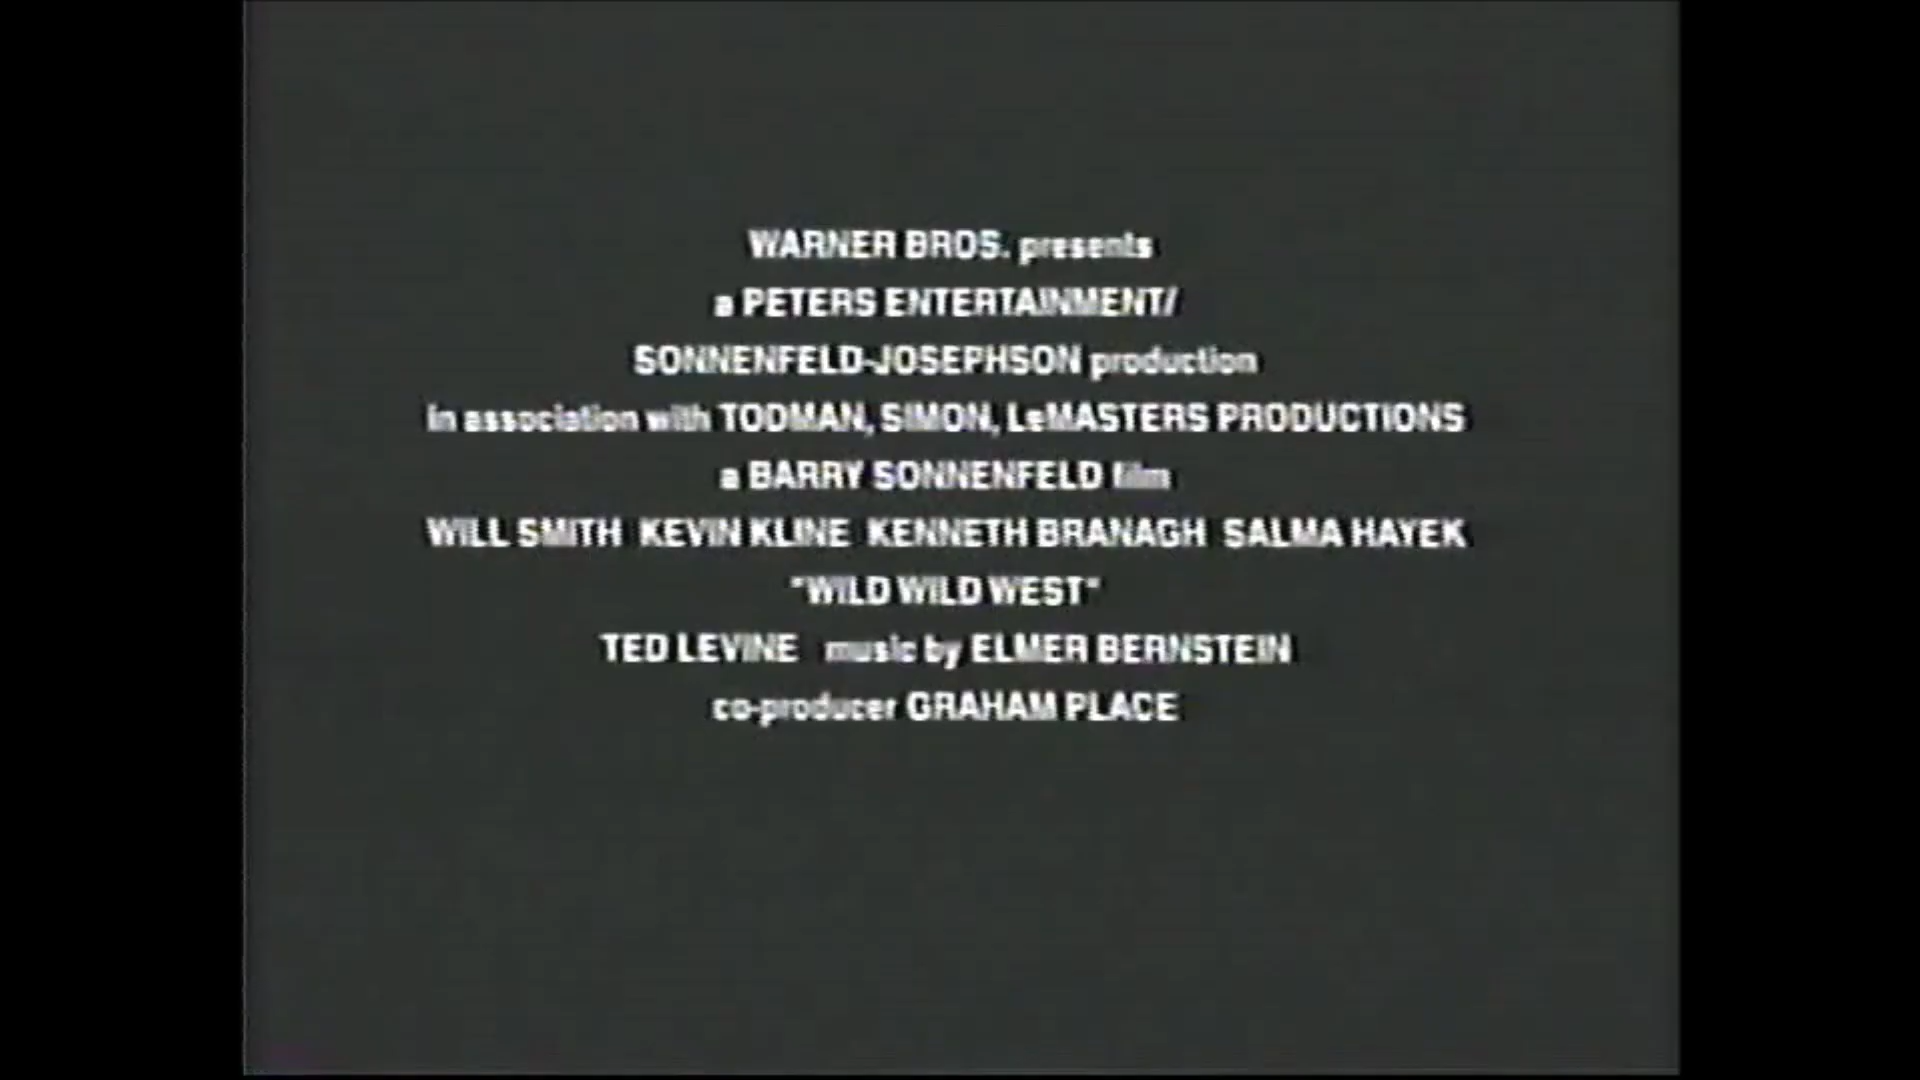 WARNER BROS. presents
a PETERS ENTERTAINMENT/
SONNENFELD-JOSEPHSON production
in association with TODMAN, SIMON, LeMASTERS PRODUCTIONS
a BARRY SONNENFELD film
WILL SMITH KEVIN KLINE KENNETH BRANAGH SALMA HAYEK
"WILD WILD WEST"
TED LEVINE music by ELMER BERNSTEIN
co-producer GRAHAM PLACE